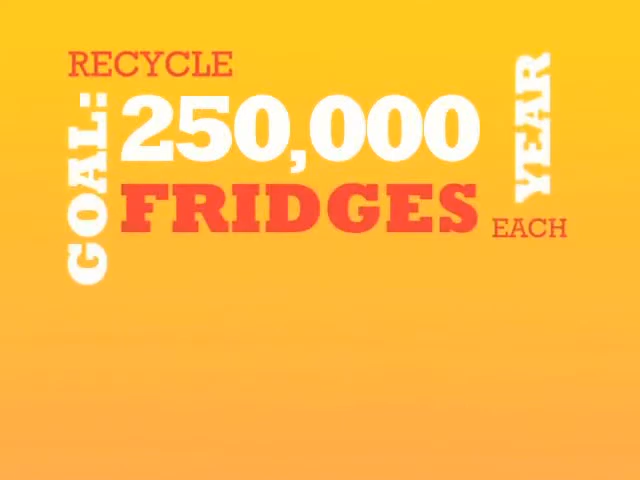 GOAL:
RECYCLE
250,000
FRIDGES
EACH
YEAR